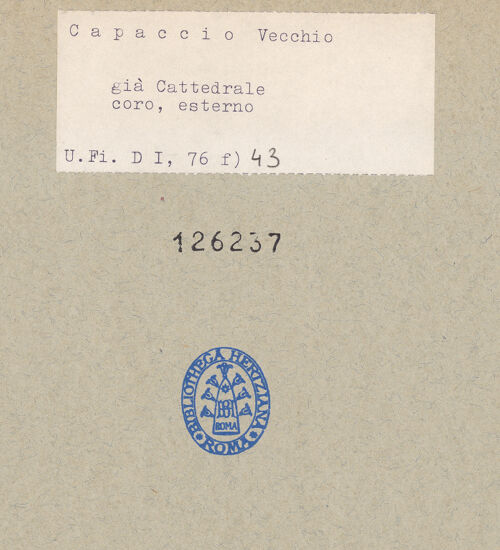 Capaccio Vecchio
già Cattedrale
coro, esterno
U.Fi. D I, 76 f) 43
126237
BIBLIOTHECA HERTZIANA
ROMA
ROMA